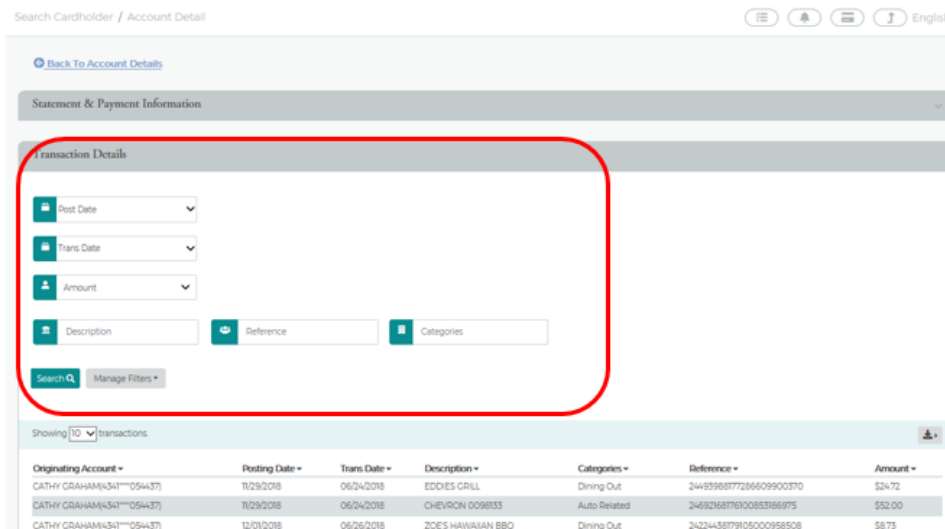 Search Cardholder / Account Detail
English
Back To Account Details
Statement & Payment Information
Transaction Details
Post Date
Trans Date
Amount
Description Reference Categories
Search Manage Filters
Showing 10 transactions.
Originating Account Posting Date Trans Date Description Categories Reference Amount
CATHY GRAHAM(4341***054437) 11/29/2018 06/24/2018 EDDIES GRILL Dining Out 24493988177286609900370 $24.72
CATHY GRAHAM(4341***054437) 11/29/2018 06/24/2018 CHEVRON 0098133 Auto Related 24692168176100853186975 $52.00
CATHY GRAHAM(4341***054437) 12/01/2018 06/26/2018 ZOE'S HAWAIIAN BBQ Dining Out 24224438179105000958508 $8.73